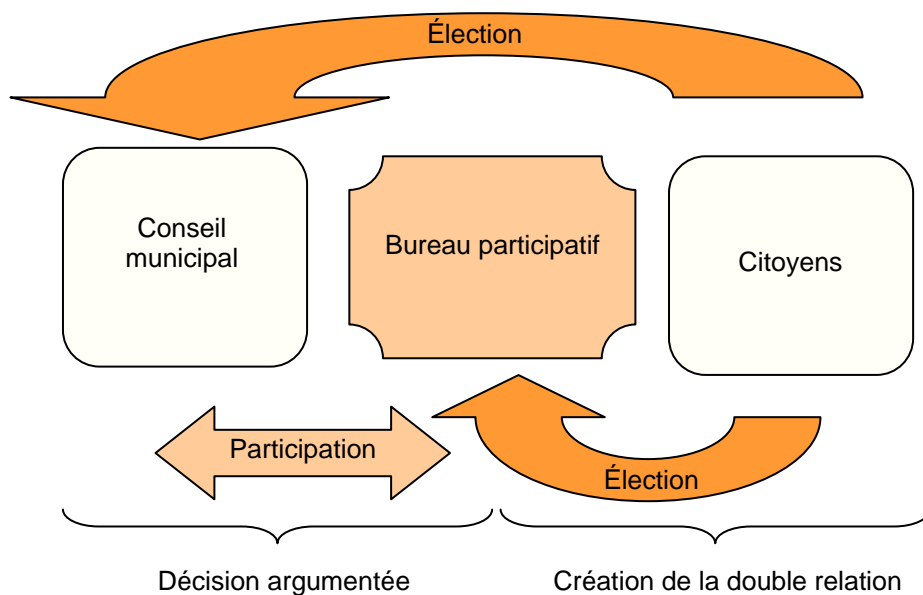 Élection
Conseil
municipal
Bureau participatif
Citoyens
Participation
Élection
Décision argumentée
Création de la double relation